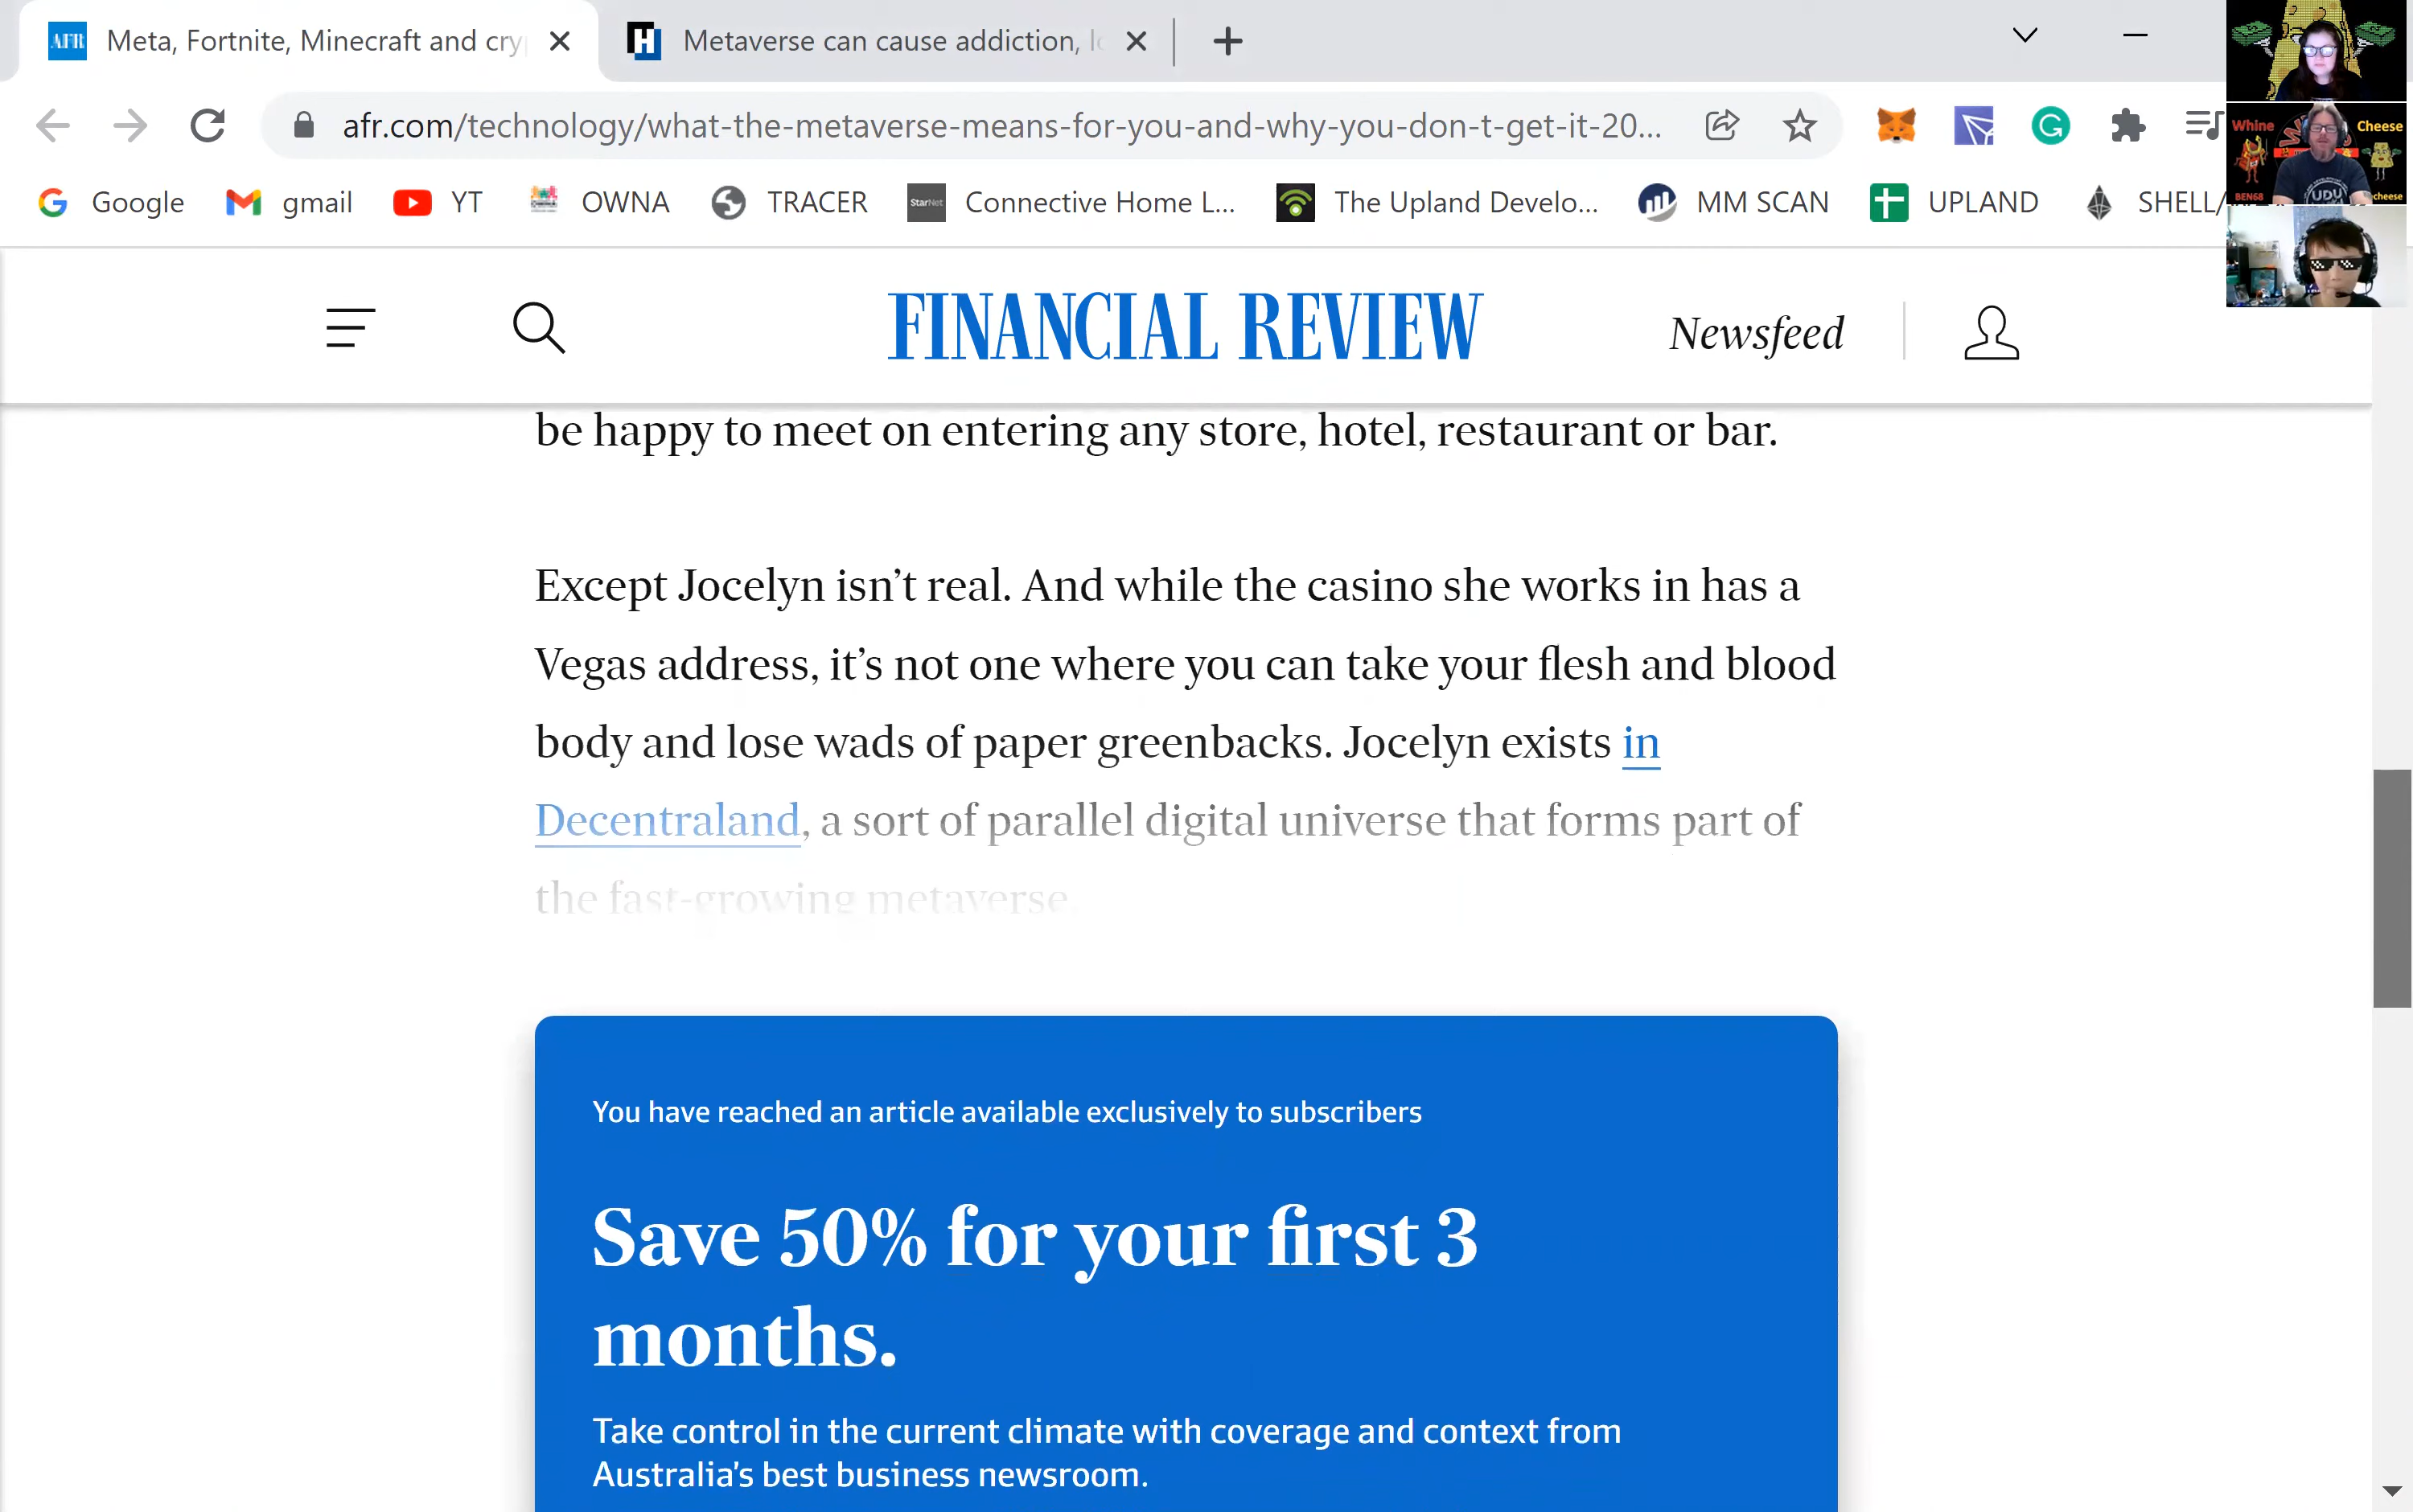 AFR Meta, Fortnite, Minecraft and cry
H Metaverse can cause addiction, l
afr.com/technology/what-the-metaverse-means-for-you-and-why-you-don-t-get-it-20...
Google gmail YT OWNA TRACER StarNet Connective Home L... The Upland Develo... MM SCAN UPLAND SHELL/
Whine Cheese
UDU
BEN68 cheese
FINANCIAL REVIEW
Newsfeed
be happy to meet on entering any store, hotel, restaurant or bar.
Except Jocelyn isn’t real. And while the casino she works in has a
Vegas address, it’s not one where you can take your flesh and blood
body and lose wads of paper greenbacks. Jocelyn exists in
Decentraland, a sort of parallel digital universe that forms part of
the fast-growing metaverse.
You have reached an article available exclusively to subscribers
Save 50% for your first 3
months.
Take control in the current climate with coverage and context from
Australia’s best business newsroom.